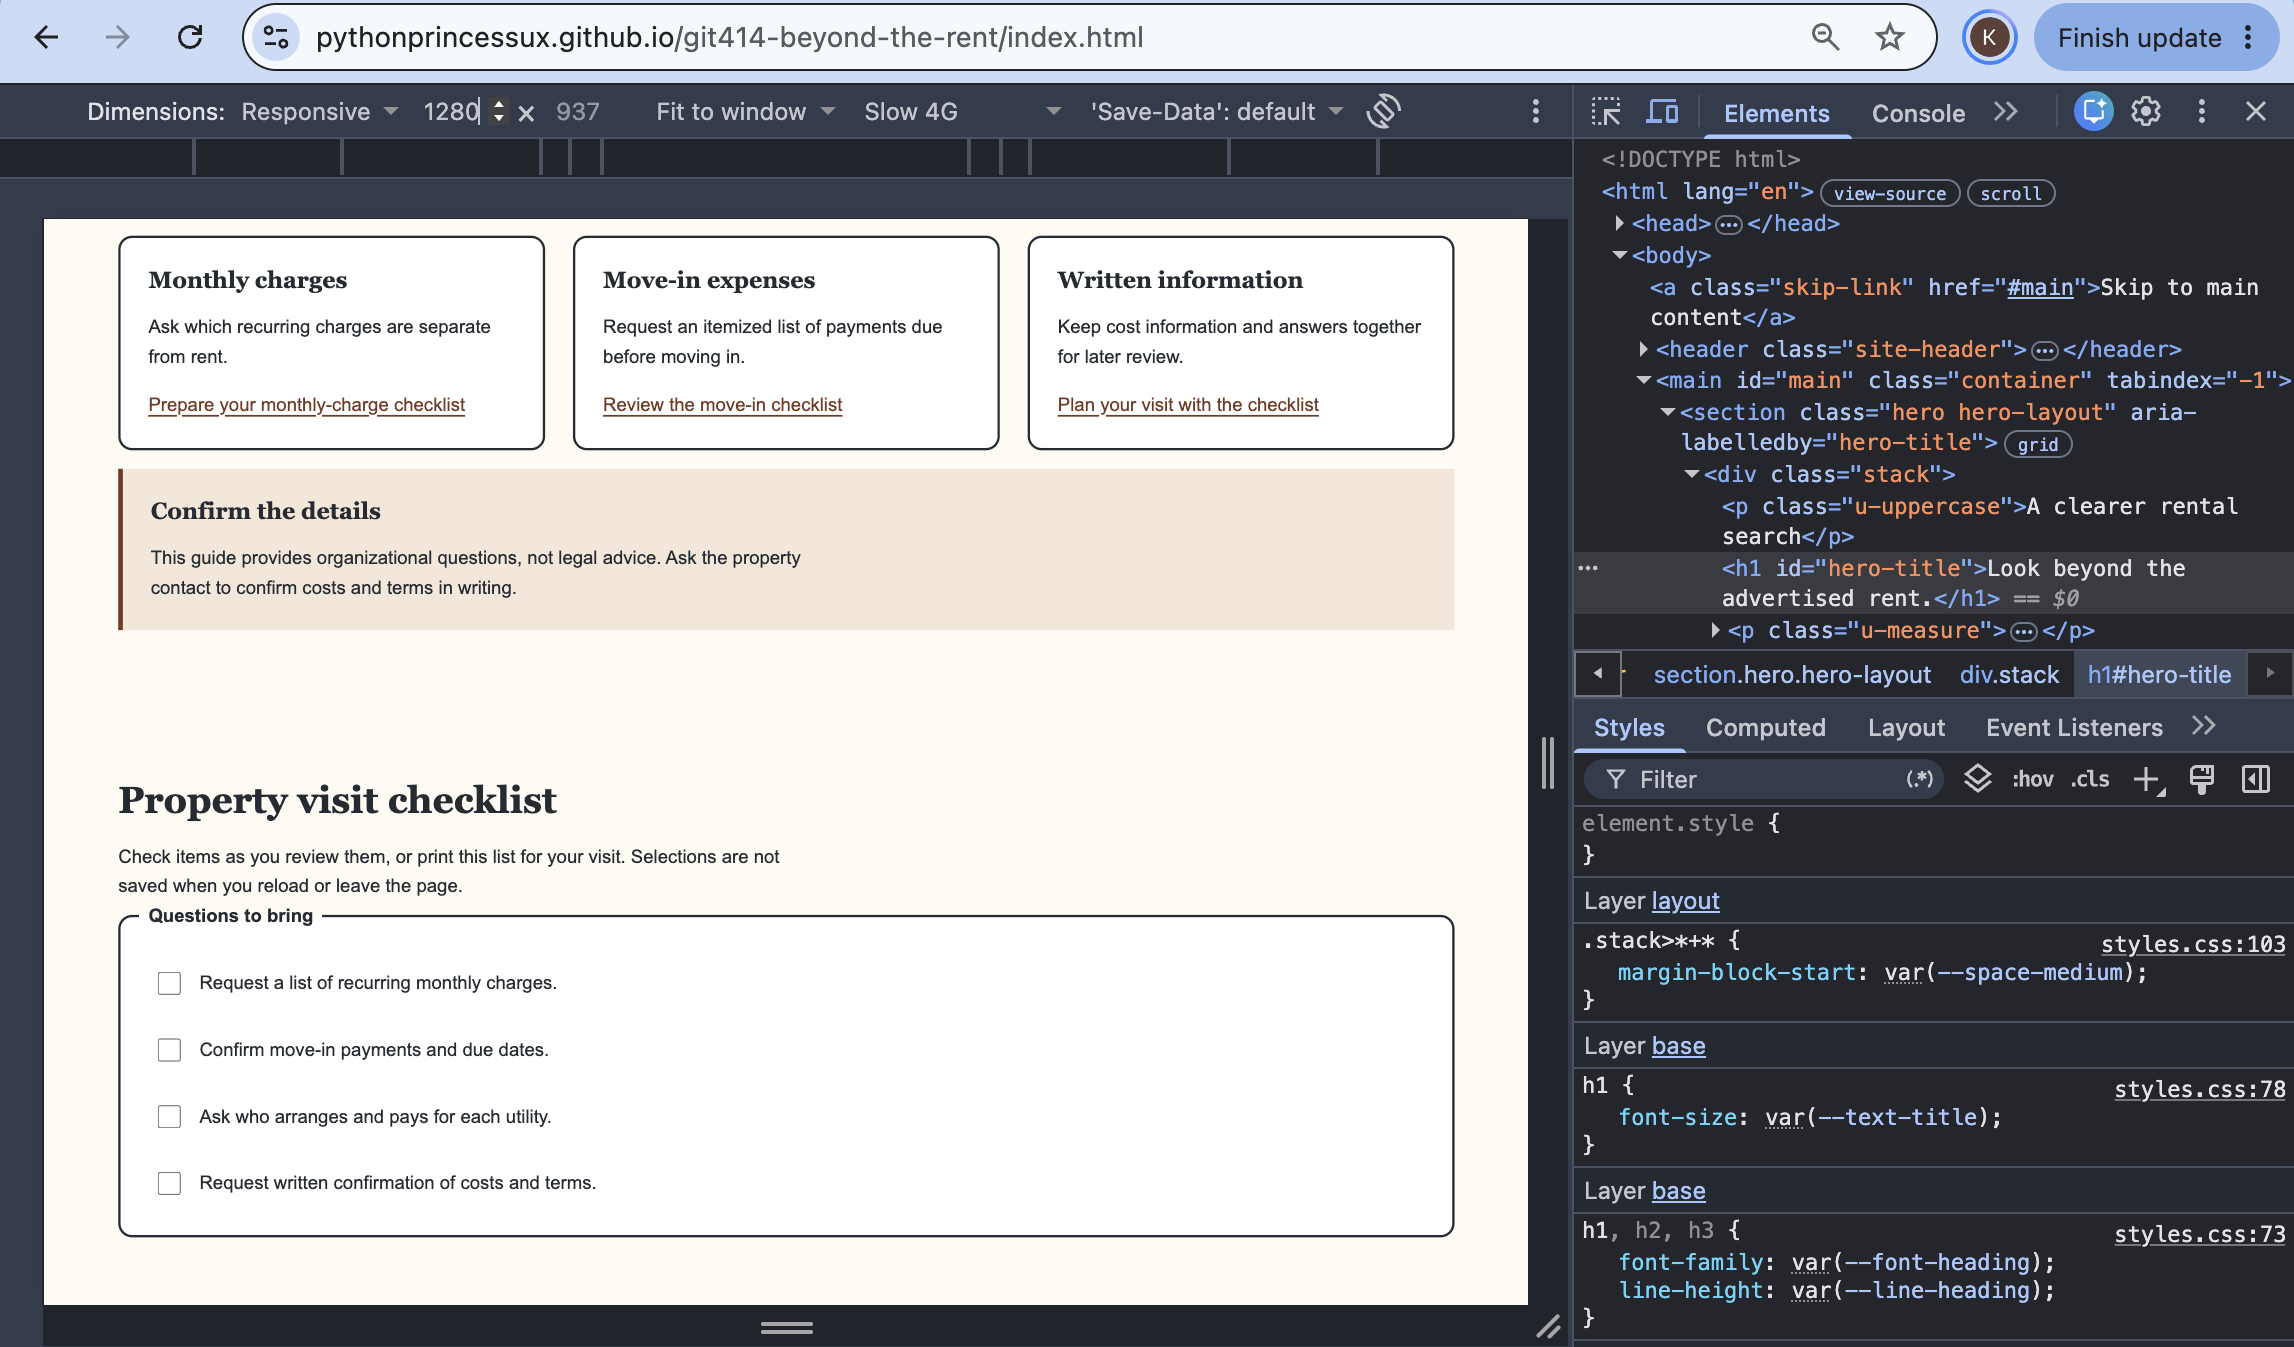 pythonprincessux.github.io/git414-beyond-the-rent/index.html
K
Finish update
Dimensions: Responsive 1280 × 937 Fit to window Slow 4G 'Save-Data': default
Monthly charges
Ask which recurring charges are separate
from rent.
Prepare your monthly-charge checklist
Move-in expenses
Request an itemized list of payments due
before moving in.
Review the move-in checklist
Written information
Keep cost information and answers together
for later review.
Plan your visit with the checklist
Confirm the details
This guide provides organizational questions, not legal advice. Ask the property
contact to confirm costs and terms in writing.
Property visit checklist
Check items as you review them, or print this list for your visit. Selections are not
saved when you reload or leave the page.
Questions to bring
Request a list of recurring monthly charges.
Confirm move-in payments and due dates.
Ask who arranges and pays for each utility.
Request written confirmation of costs and terms.
Elements Console
<!DOCTYPE html>
<html lang="en"> view-source scroll
<head> ⋯ </head>
<body>
<a class="skip-link" href="#main">Skip to main
content</a>
<header class="site-header"> ⋯ </header>
<main id="main" class="container" tabindex="-1">
<section class="hero hero-layout" aria-
labelledby="hero-title"> grid
<div class="stack">
<p class="u-uppercase">A clearer rental
search</p>
<h1 id="hero-title">Look beyond the
advertised rent.</h1> == $0
<p class="u-measure"> ⋯ </p>
section.hero.hero-layout div.stack h1#hero-title
Styles Computed Layout Event Listeners
Filter (.*) :hov .cls
element.style {
}
Layer layout
.stack>*+* { styles.css:103
margin-block-start: var(--space-medium);
}
Layer base
h1 { styles.css:78
font-size: var(--text-title);
}
Layer base
h1, h2, h3 { styles.css:73
font-family: var(--font-heading);
line-height: var(--line-heading);
}